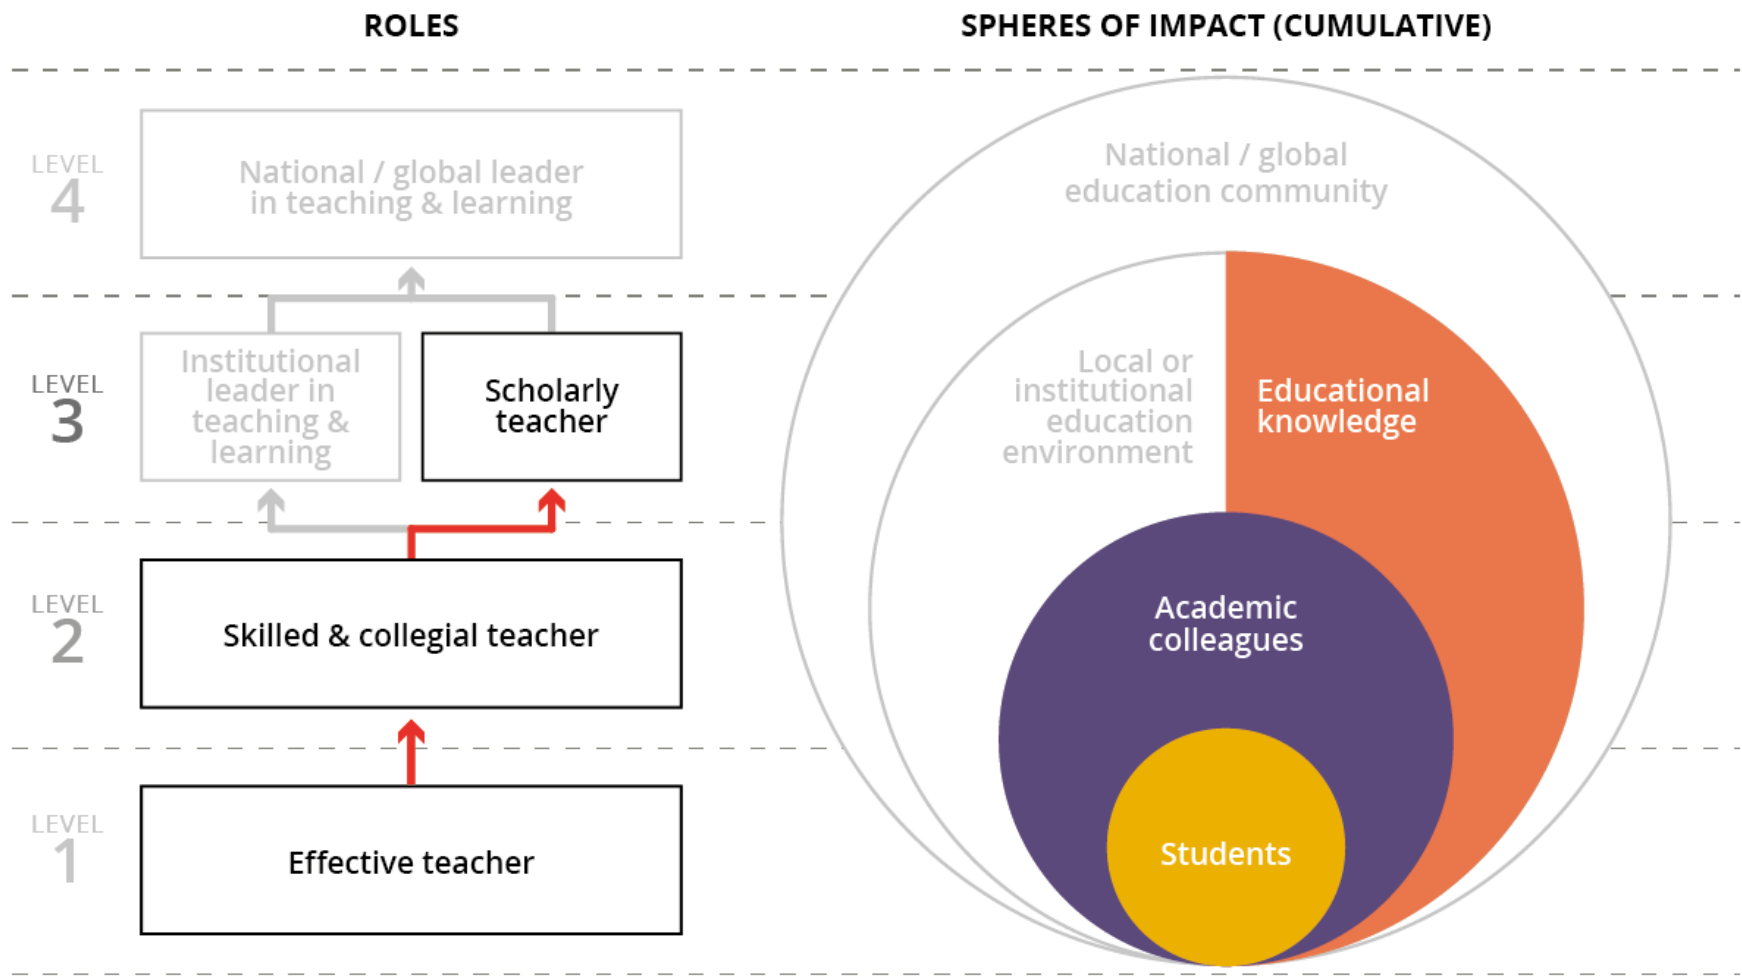 ROLES
SPHERES OF IMPACT (CUMULATIVE)
LEVEL
4
National / global leader
in teaching & learning
National / global
education community
LEVEL
3
Institutional
leader in
teaching &
learning
Scholarly
teacher
Local or
institutional
education
environment
Educational
knowledge
LEVEL
2
Skilled & collegial teacher
Academic
colleagues
LEVEL
1
Effective teacher
Students